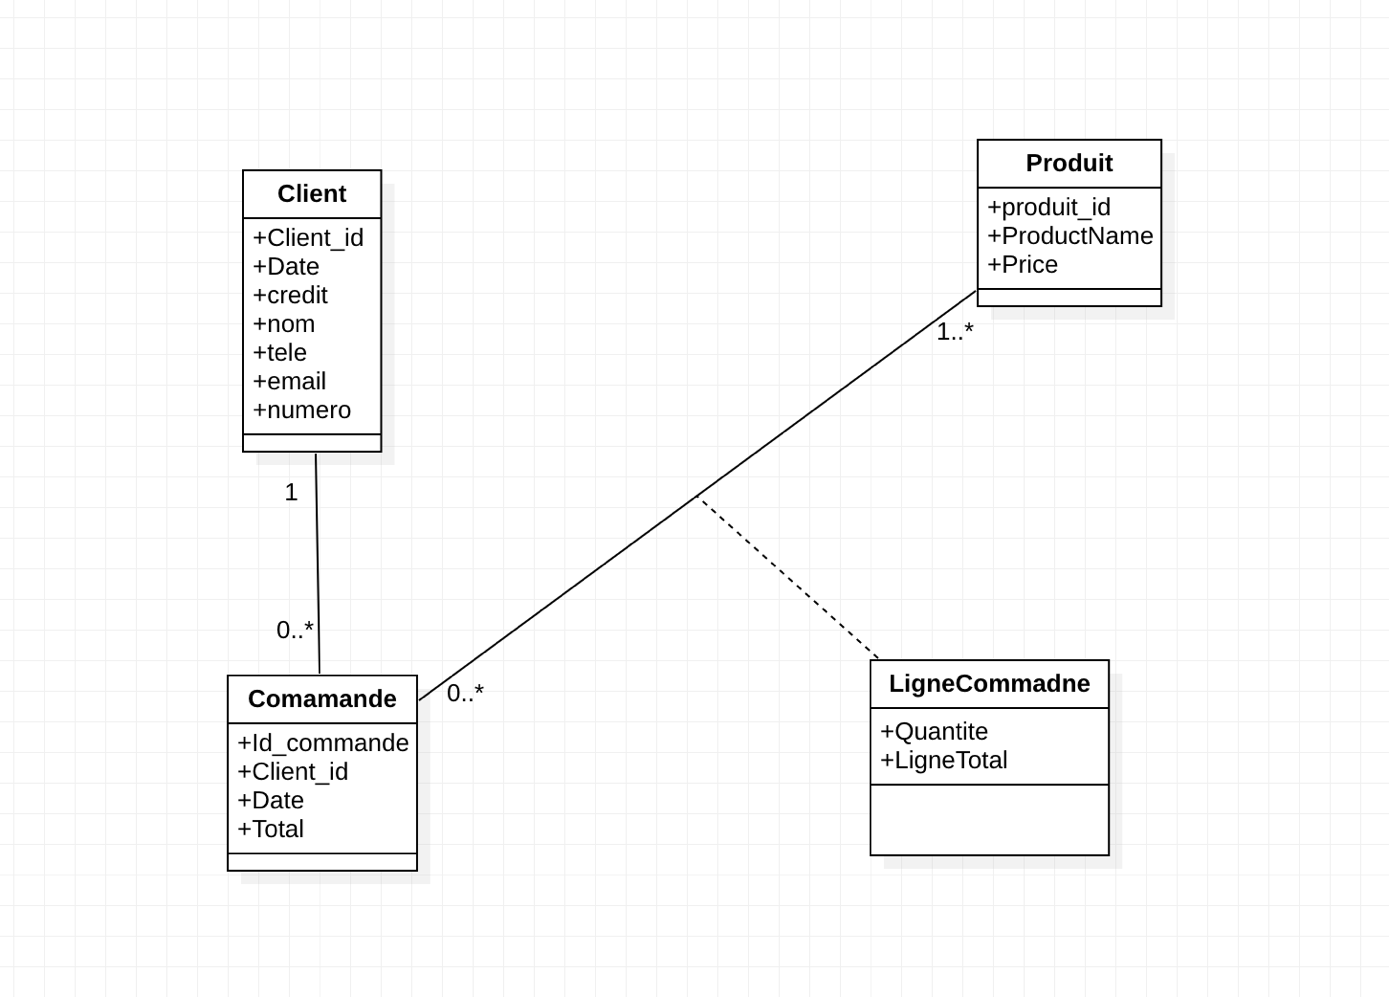 Client
+Client_id
+Date
+credit
+nom
+tele
+email
+numero
1
0..*
Comamande
+Id_commande
+Client_id
+Date
+Total
0..*
Produit
+produit_id
+ProductName
+Price
1..*
LigneCommadne
+Quantite
+LigneTotal